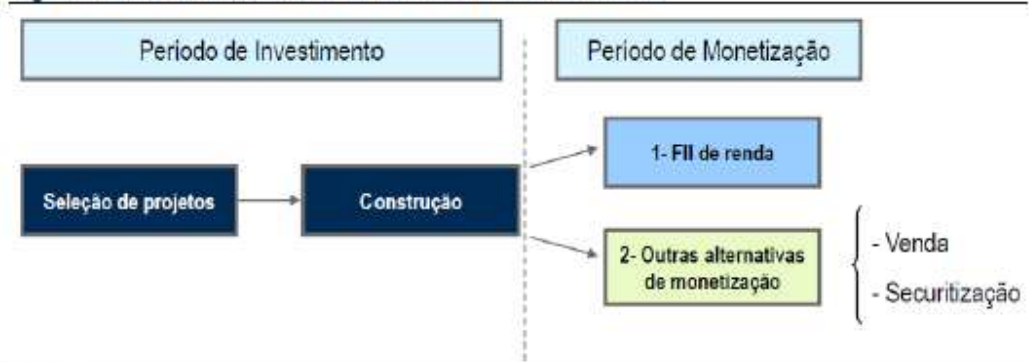 Período de Investimento
Período de Monetização
Seleção de projetos
Construção
1- FII de renda
2- Outras alternativas
de monetização
- Venda
- Securitização